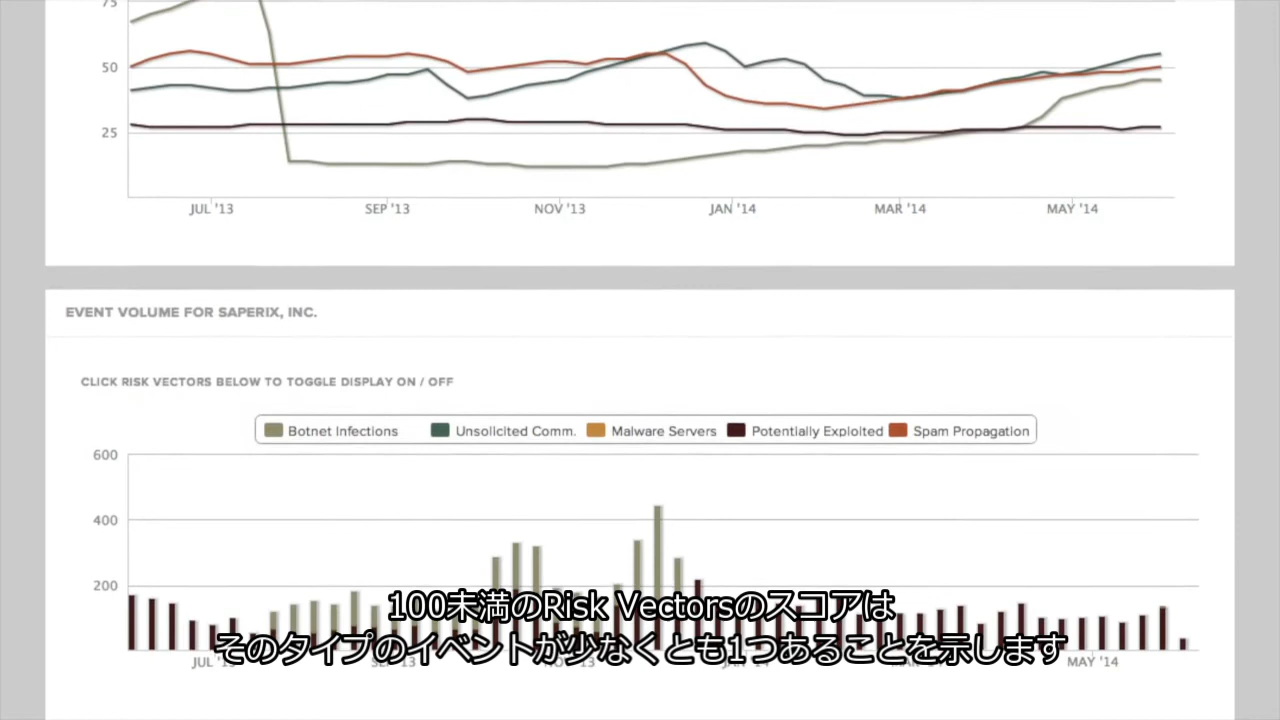 75
50
25
JUL '13 SEP '13 NOV '13 JAN '14 MAR '14 MAY '14
EVENT VOLUME FOR SAPERIX, INC.
CLICK RISK VECTORS BELOW TO TOGGLE DISPLAY ON / OFF
Botnet Infections Unsolicited Comm. Malware Servers Potentially Exploited Spam Propagation
600
400
200
100未満のRisk Vectorsのスコアは
そのタイプのイベントが少なくとも1つあることを示します
MAY '14